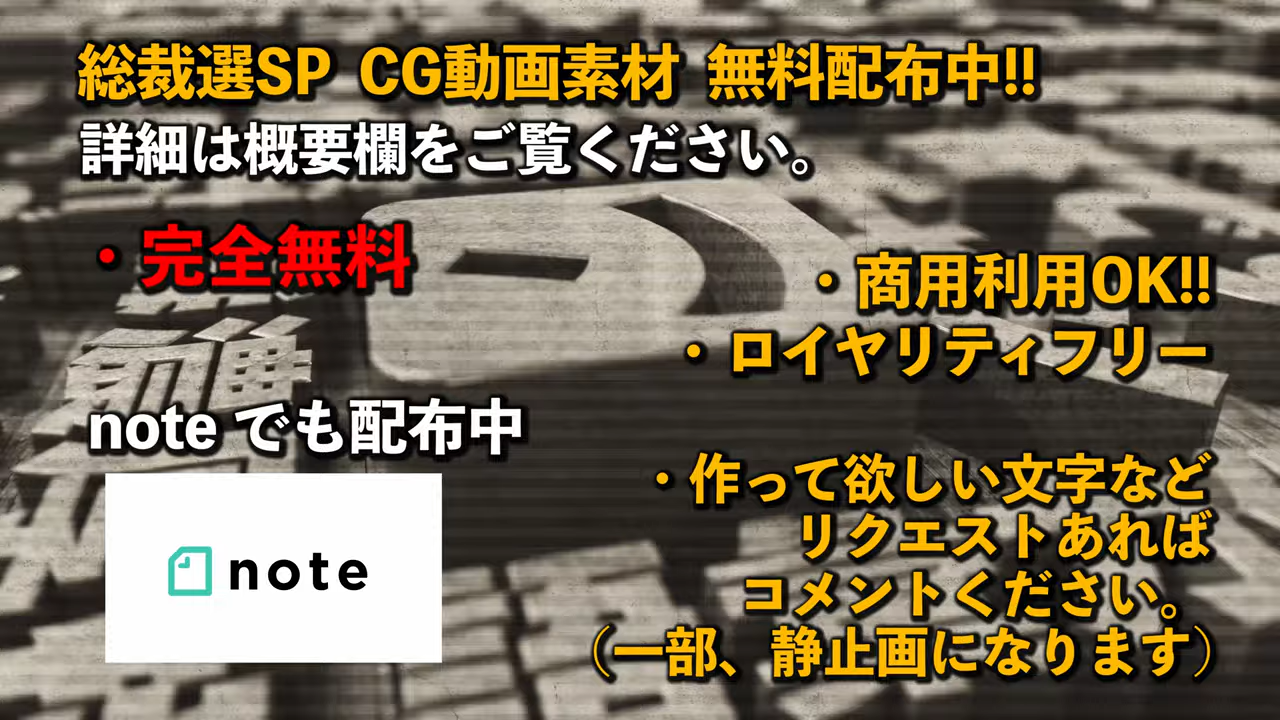 総裁選SP CG動画素材 無料配布中!!
詳細は概要欄をご覧ください。
・完全無料
・商用利用OK!!
・ロイヤリティフリー
note でも配布中
note
・作って欲しい文字など
リクエストあれば
コメントください。
（一部、静止画になります）